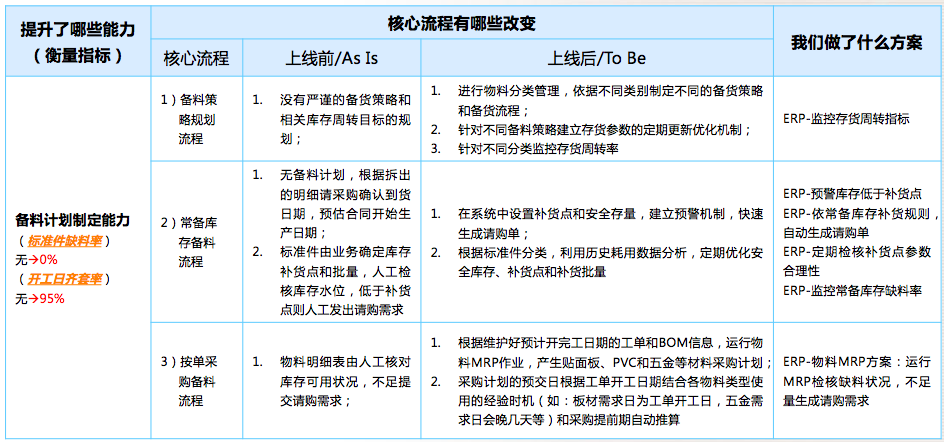 提升了哪些能力
（衡量指标）
核心流程有哪些改变
我们做了什么方案
核心流程
上线前/As Is
上线后/To Be
备料计划制定能力
（标准件缺料率）
无→0%
（开工日齐套率）
无→95%
1）备料策
略规划
流程
1. 没有严谨的备货策略和
相关库存周转目标的规
划；
1. 进行物料分类管理，依据不同类别制定不同的备货策略
和备货流程；
2. 针对不同备料策略建立存货参数的定期更新优化机制；
3. 针对不同分类监控存货周转率
ERP-监控存货周转指标
2）常备库
存备料
流程
1. 无备料计划，根据拆出
的明细请采购确认到货
日期，预估合同开始生
产日期；
2. 标准件由业务确定库存
补货点和批量，人工检
核库存水位，低于补货
点则人工发出请购需求
1. 在系统中设置补货点和安全存量，建立预警机制，快速
生成请购单；
2. 根据标准件分类，利用历史耗用数据分析，定期优化安
全库存、补货点和补货批量
ERP-预警库存低于补货点
ERP-依常备库存补货规则，
自动生成请购单
ERP-定期检核补货点参数
合理性
ERP-监控常备库存缺料率
3）按单采
购备料
流程
1. 物料明细表由人工核对
库存可用状况，不足提
交请购需求；
1. 根据维护好预计开完工日期的工单和BOM信息，运行物
料MRP作业，产生贴面板、PVC和五金等材料采购计划；
2. 采购计划的预交日根据工单开工日期结合各物料类型使
用的经验时机（如：板材需求日为工单开工日，五金需
求日会晚几天等）和采购提前期自动推算
ERP-物料MRP方案：运行
MRP检核缺料状况，不足
量生成请购需求